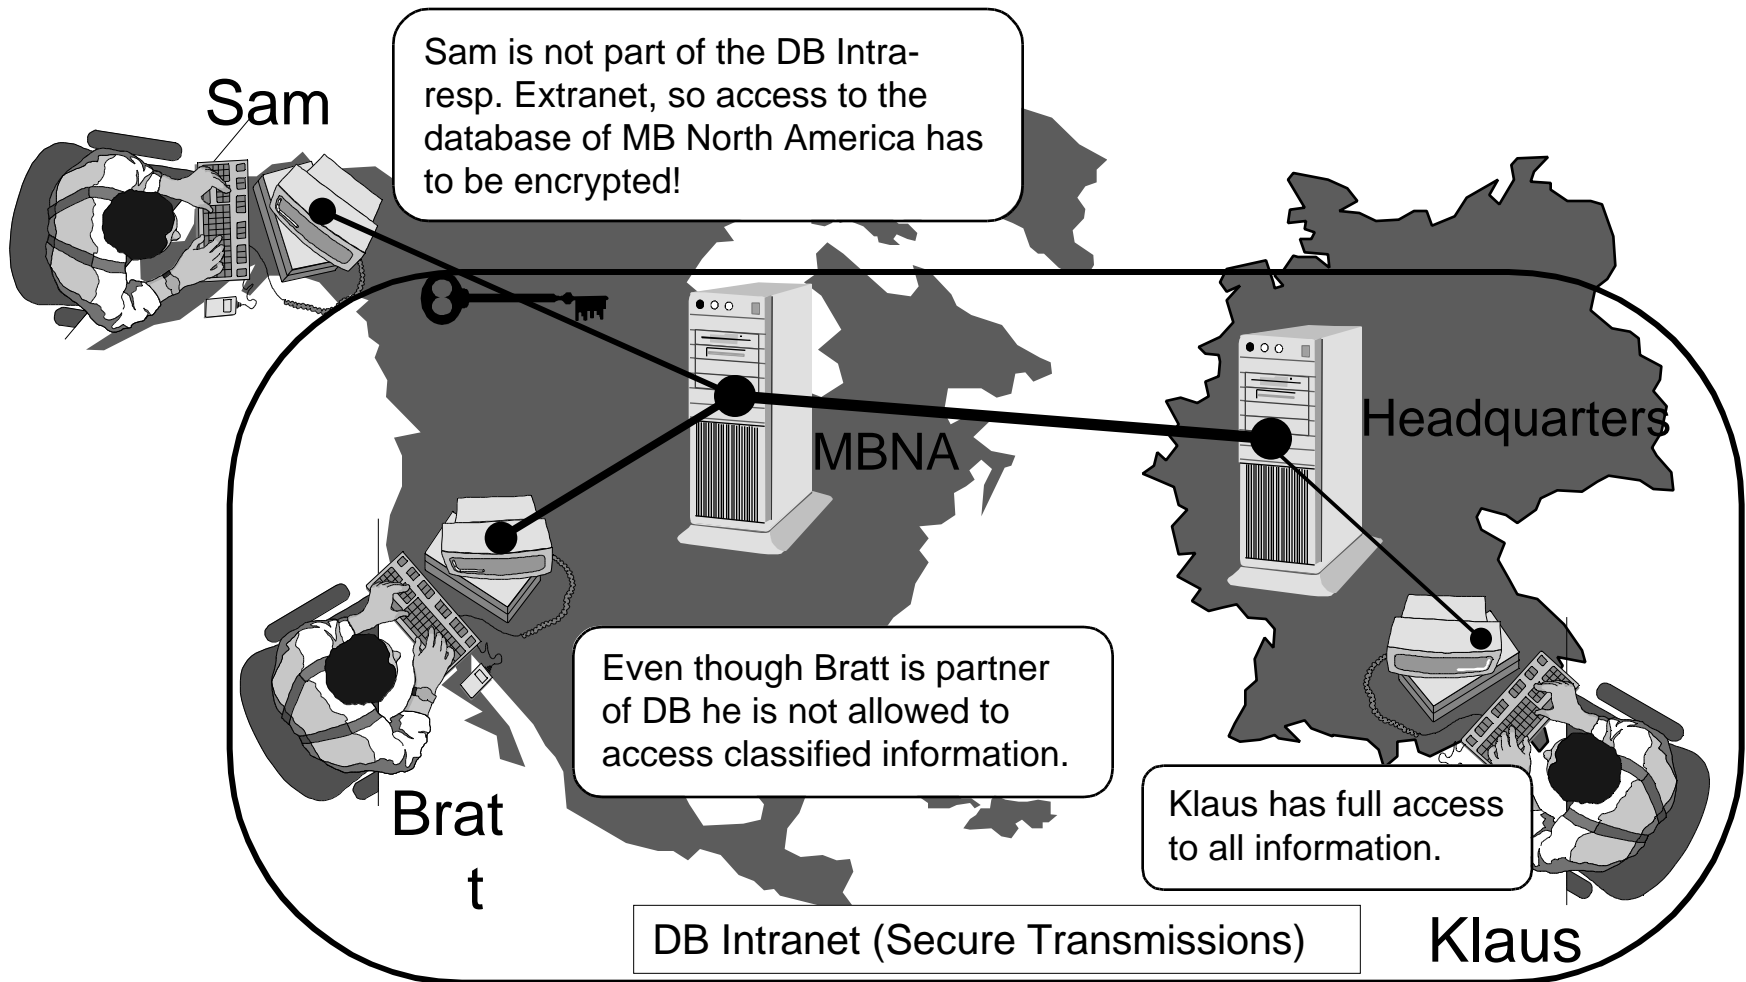 Sam
Sam is not part of the DB Intra-
resp. Extranet, so access to the
database of MB North America has
to be encrypted!
MBNA
Headquarters
Even though Bratt is partner
of DB he is not allowed to
access classified information.
Brat
t
Klaus has full access
to all information.
Klaus
DB Intranet (Secure Transmissions)